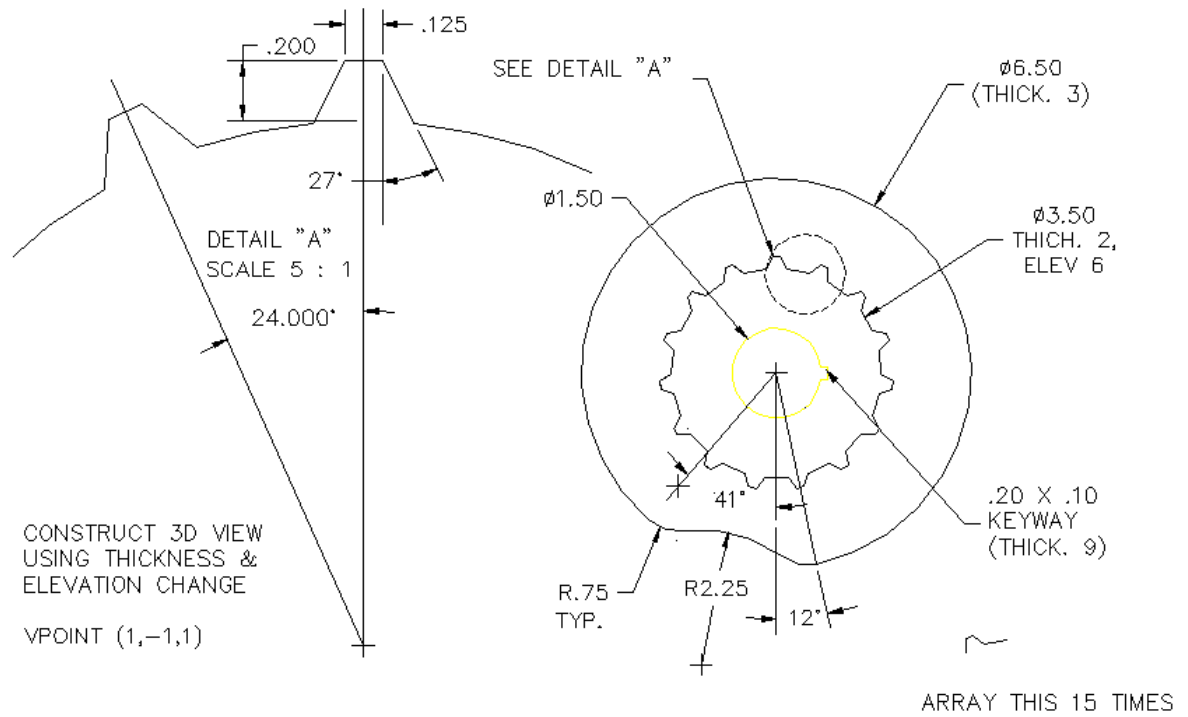 .125
.200
SEE DETAIL "A"
ø6.50
(THICK. 3)
27°
ø1.50
ø3.50
THICH. 2,
ELEV 6
DETAIL "A"
SCALE 5 : 1
24.000°
41°
.20 X .10
KEYWAY
(THICK. 9)
CONSTRUCT 3D VIEW
USING THICKNESS &
ELEVATION CHANGE
R.75
TYP.
R2.25
12°
VPOINT (1,-1,1)
ARRAY THIS 15 TIMES